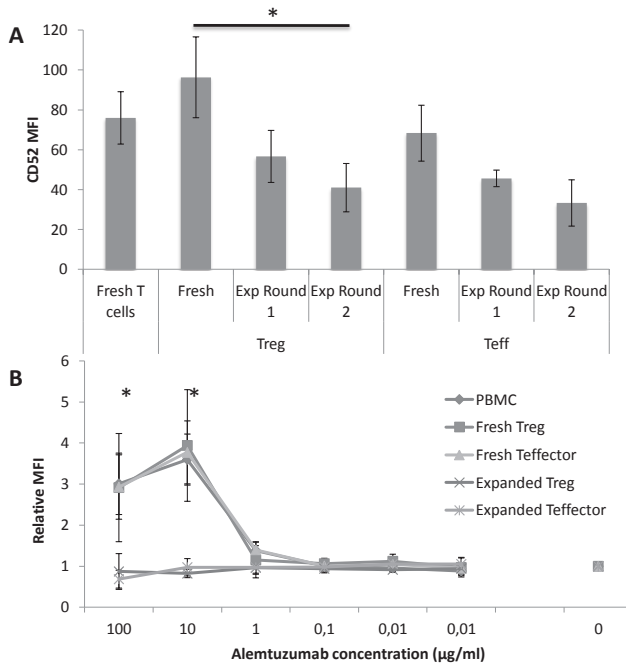 A
*
CD52 MFI
120
100
80
60
40
20
0
Fresh T cells
Fresh
Exp Round 1
Exp Round 2
Fresh
Exp Round 1
Exp Round 2
Treg
Teff
B
*
*
Relative MFI
6
5
4
3
2
1
0
PBMC
Fresh Treg
Fresh Teffector
Expanded Treg
Expanded Teffector
100
10
1
0,1
0,01
0,01
0
Alemtuzumab concentration (µg/ml)